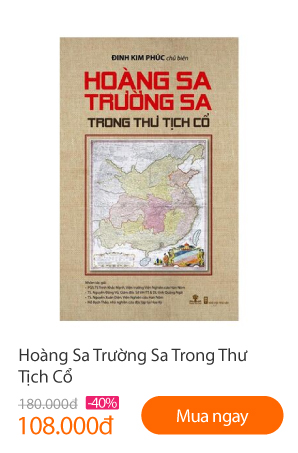 ĐINH KIM PHÚC chủ biên
HOÀNG SA
TRƯỜNG SA
TRONG THƯ TỊCH CỔ
Hoàng Sa Trường Sa Trong Thư
Tịch Cổ
180.000đ -40%
108.000đ
Mua ngay